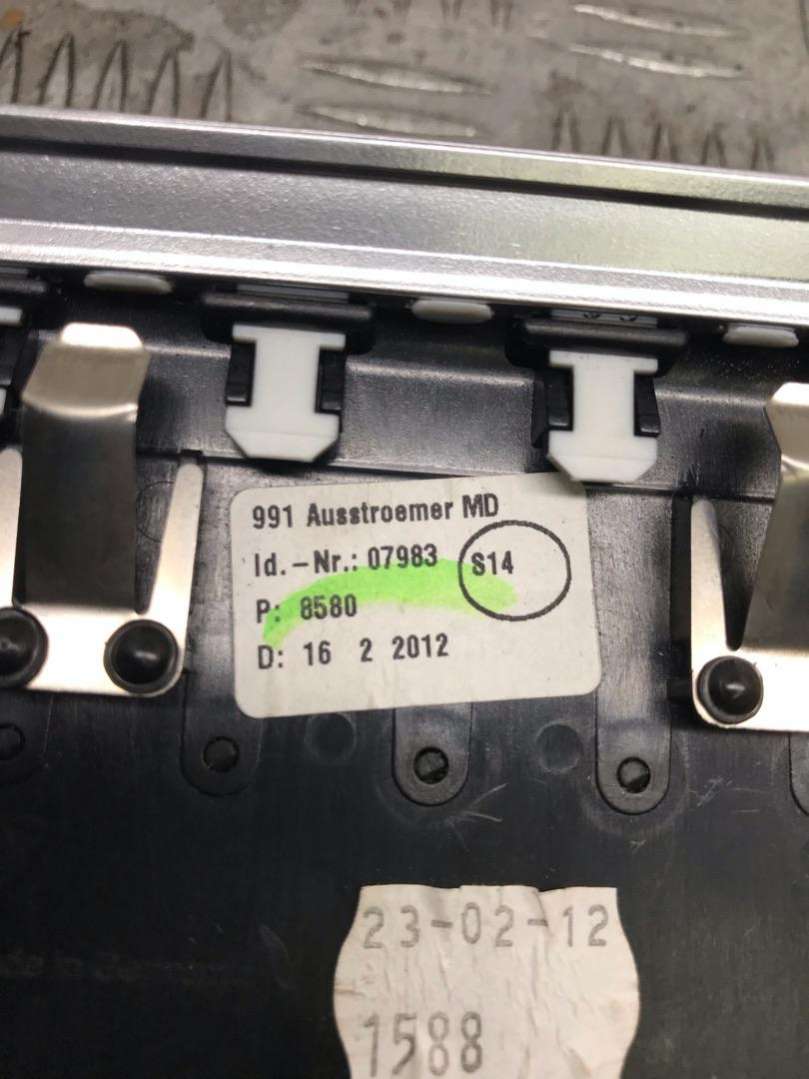 991 Ausstroemer MD
Id.-Nr.: 07983 S14
P: 8580
D: 16 2 2012
23-02-12
1588